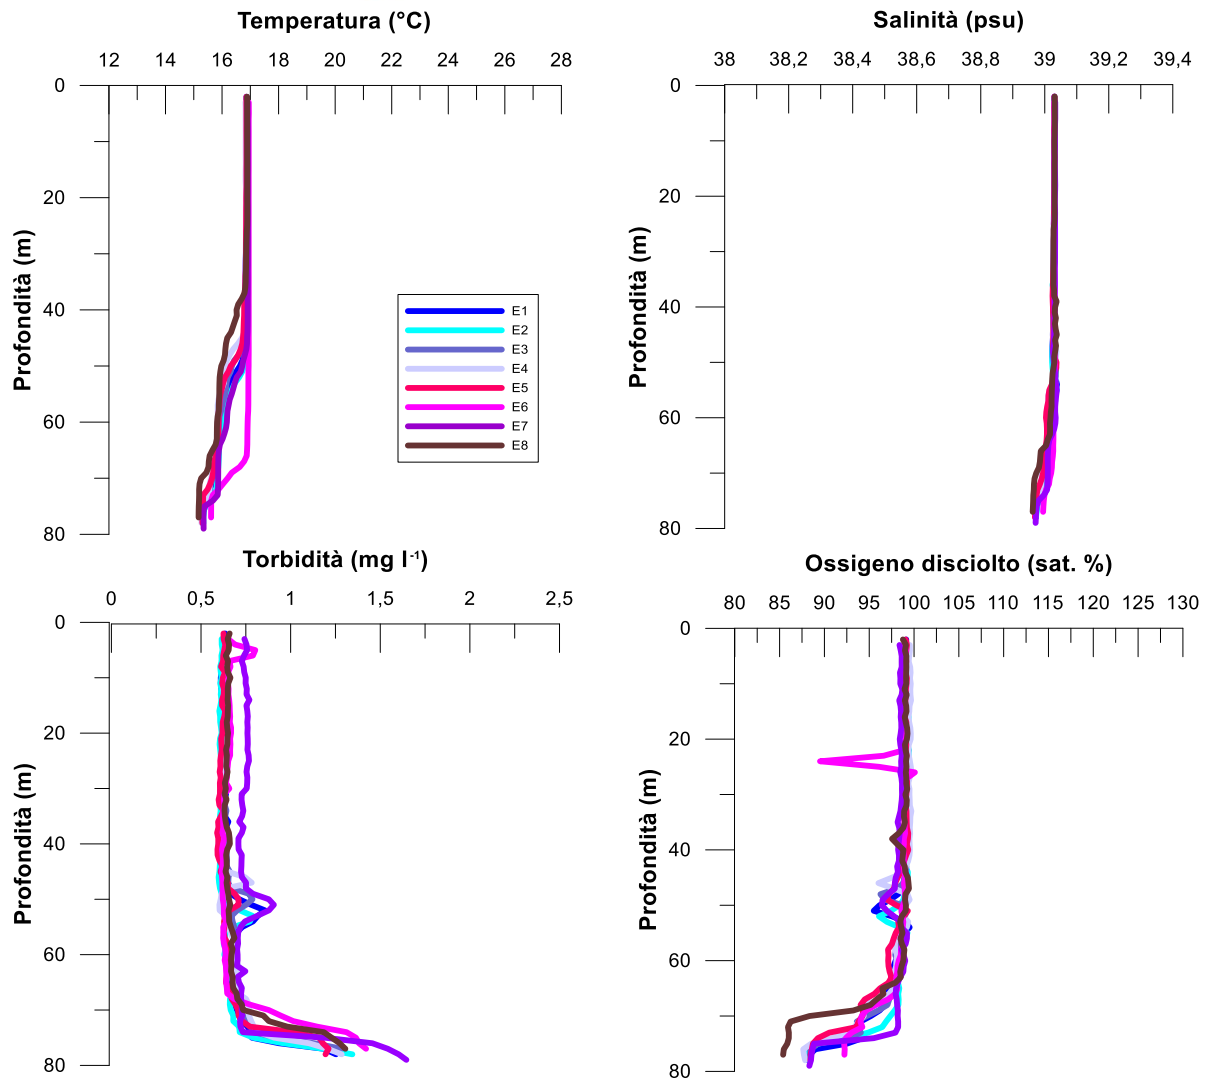 Temperatura (°C)
12 14 16 18 20 22 24 26 28
0
20
40
60
80
Profondità (m)
E1
E2
E3
E4
E5
E6
E7
E8
Salinità (psu)
38 38,2 38,4 38,6 38,8 39 39,2 39,4
0
20
40
60
80
Profondità (m)
Torbidità (mg l⁻¹)
0 0,5 1 1,5 2 2,5
0
20
40
60
80
Profondità (m)
Ossigeno disciolto (sat. %)
80 85 90 95 100 105 110 115 120 125 130
0
20
40
60
80
Profondità (m)